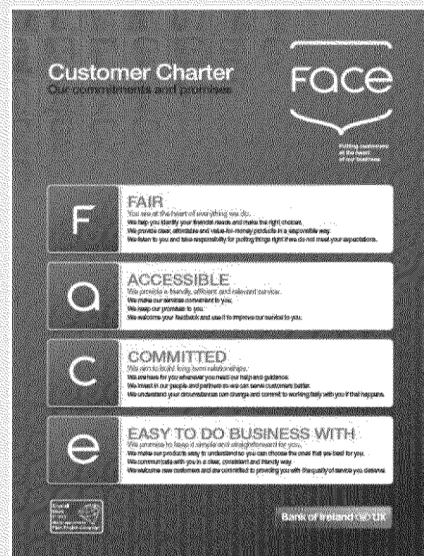 Customer Charter
Our commitments and promises
Face
Putting customers
at the heart
of our business
F
FAIR
You are at the heart of everything we do.
We help you identify your financial needs and make the right choices.
We provide clear, affordable and value-for-money products in a responsible way.
We listen to you and take responsibility for putting things right if we do not meet your expectations.
a
ACCESSIBLE
We provide a friendly, efficient and relevant service.
We make our services convenient to you.
We keep our promises to you.
We welcome your feedback and use it to improve our service to you.
C
COMMITTED
We aim to build long-term relationships.
We are here for you whenever you need our help and guidance.
We invest in our people and partners so we can serve customers better.
We understand your circumstances can change and commit to working fairly with you if that happens.
e
EASY TO DO BUSINESS WITH
We promise to keep it simple and straightforward for you.
We make our products easy to understand so you can choose the ones that are best for you.
We communicate with you in a clear, consistent and friendly way.
We welcome new customers and are committed to providing you with the quality of service you deserve.
Crystal
Mark
Plain English Campaign
Bank of Ireland UK